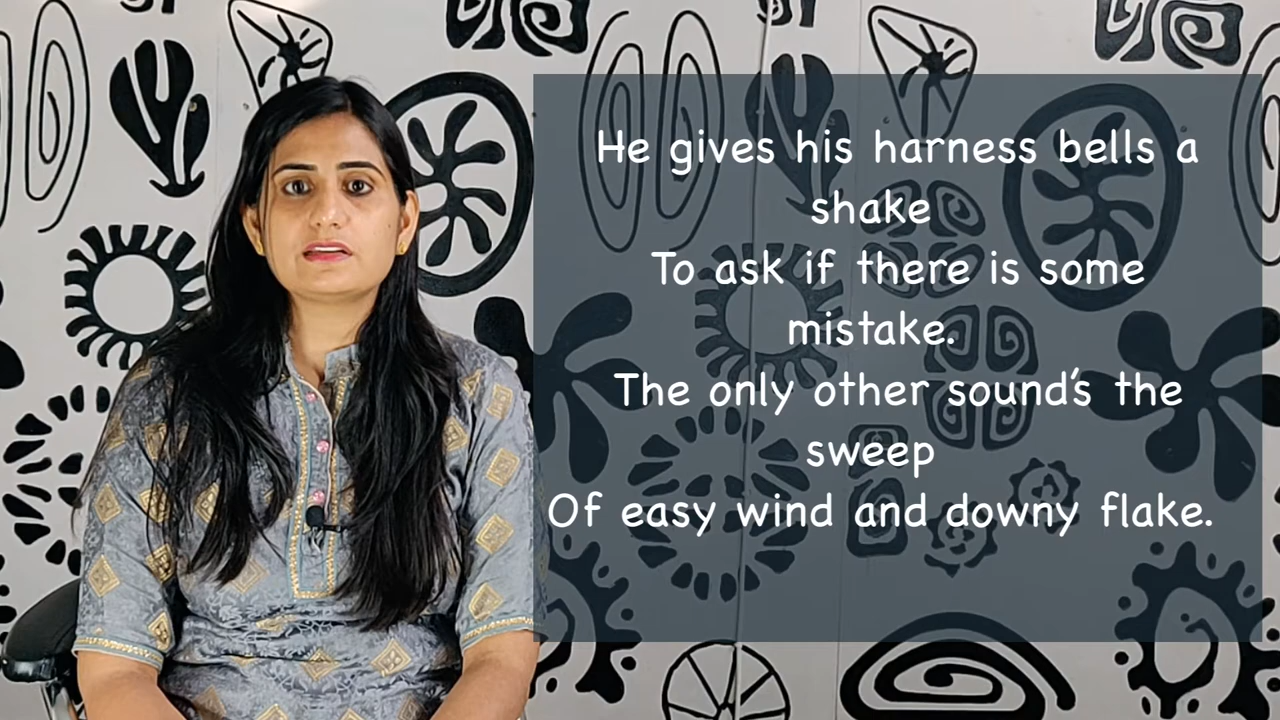 He gives his harness bells a
shake
To ask if there is some
mistake.
The only other sound's the
sweep
Of easy wind and downy flake.